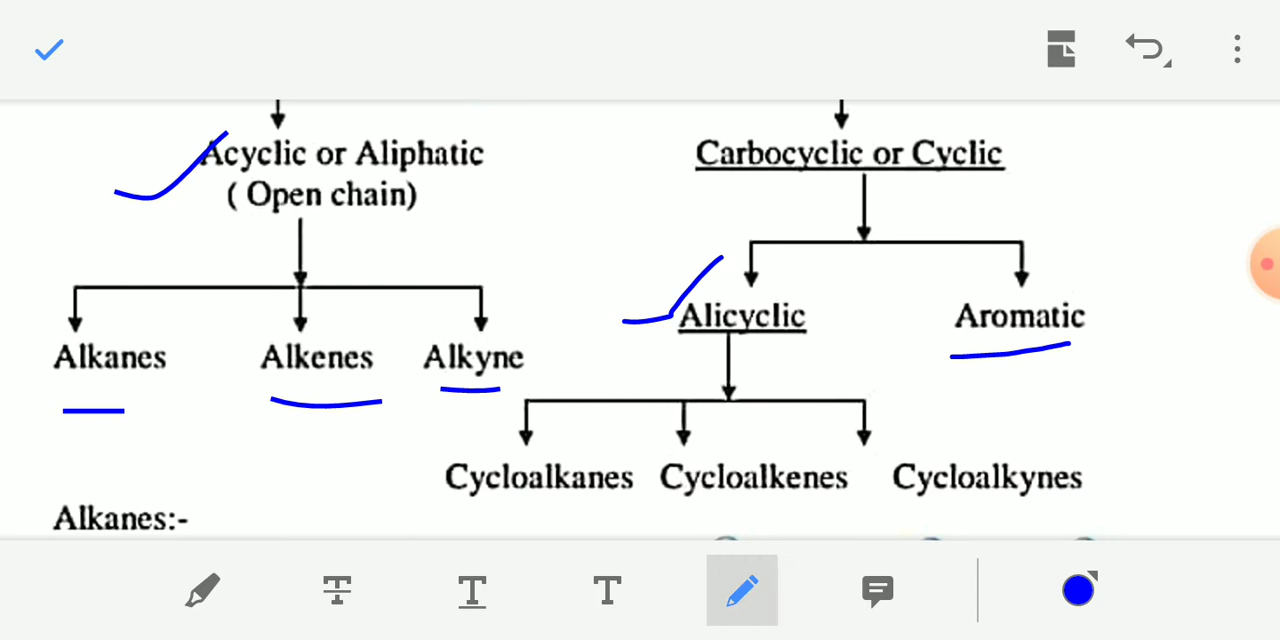 Acyclic or Aliphatic
( Open chain)
Carbocyclic or Cyclic
Alicyclic
Aromatic
Alkanes
Alkenes
Alkyne
Cycloalkanes
Cycloalkenes
Cycloalkynes
Alkanes:-